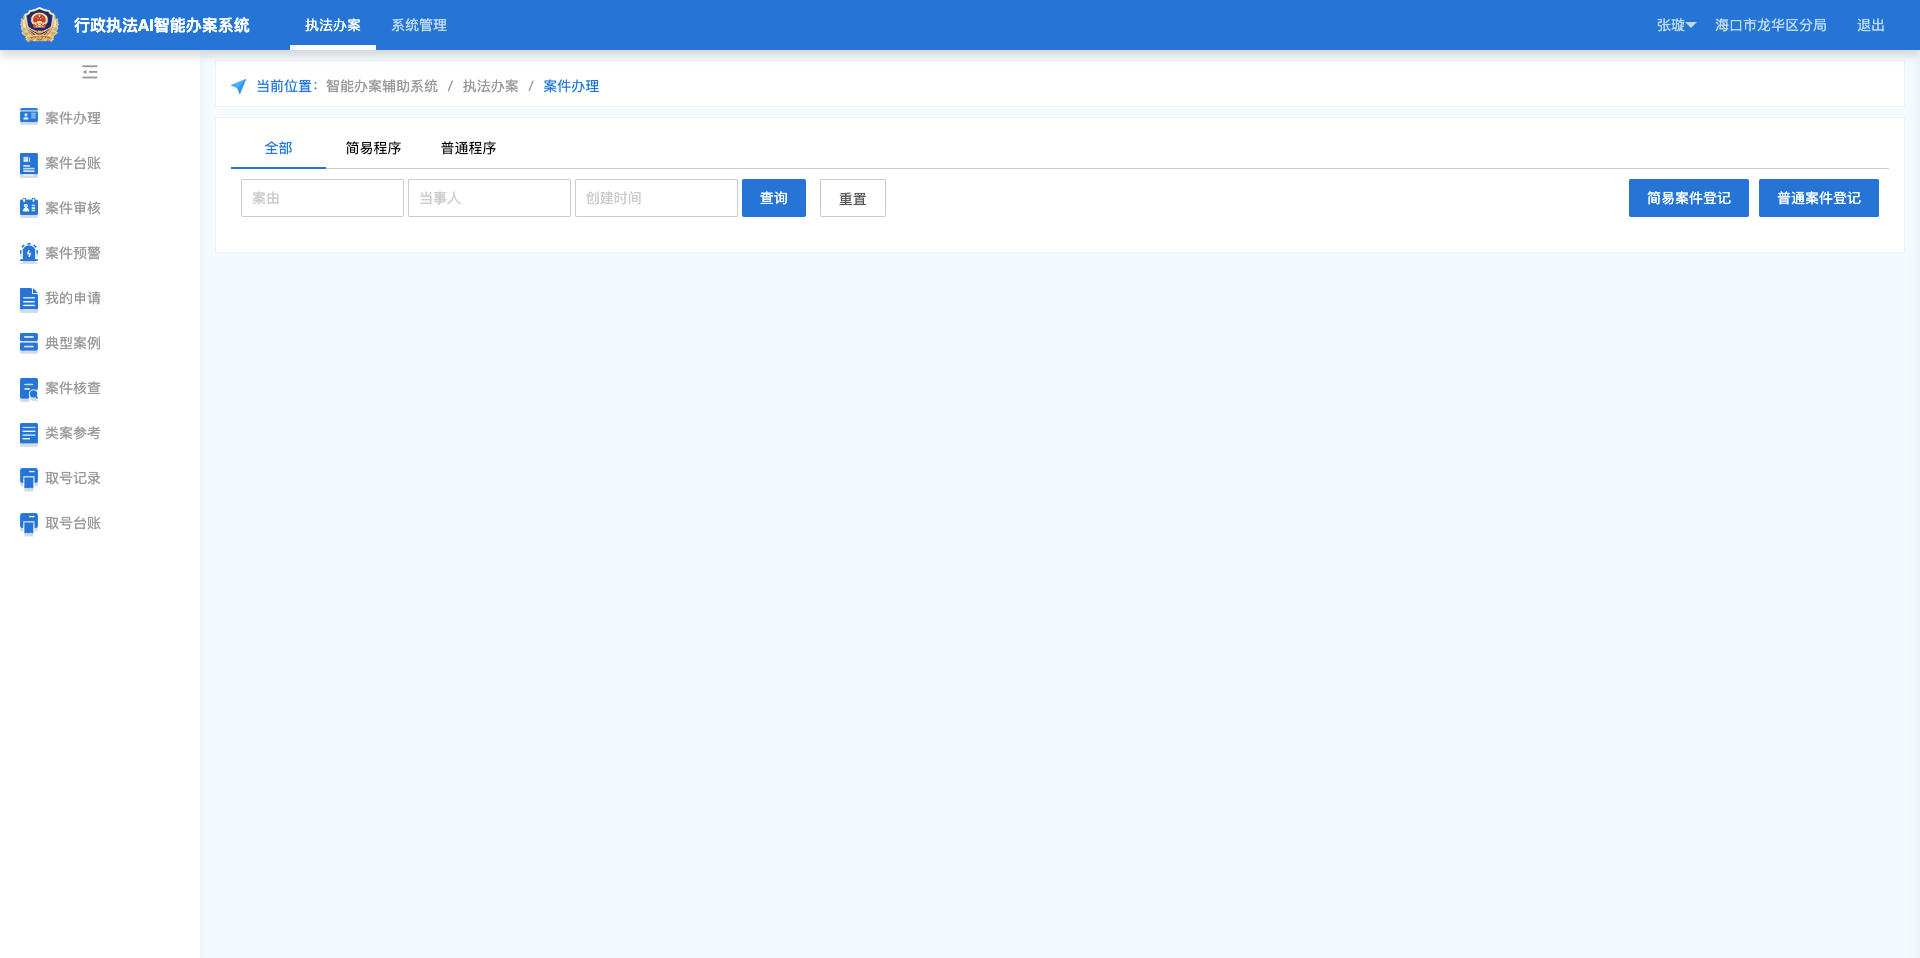 行政执法AI智能办案系统 执法办案 系统管理 张璇 海口市龙华区分局 退出
当前位置： 智能办案辅助系统 / 执法办案 / 案件办理
案件办理
案件台账
案件审核
案件预警
我的申请
典型案例
案件核查
类案参考
取号记录
取号台账
全部 简易程序 普通程序
案由 当事人 创建时间 查询 重置 简易案件登记 普通案件登记